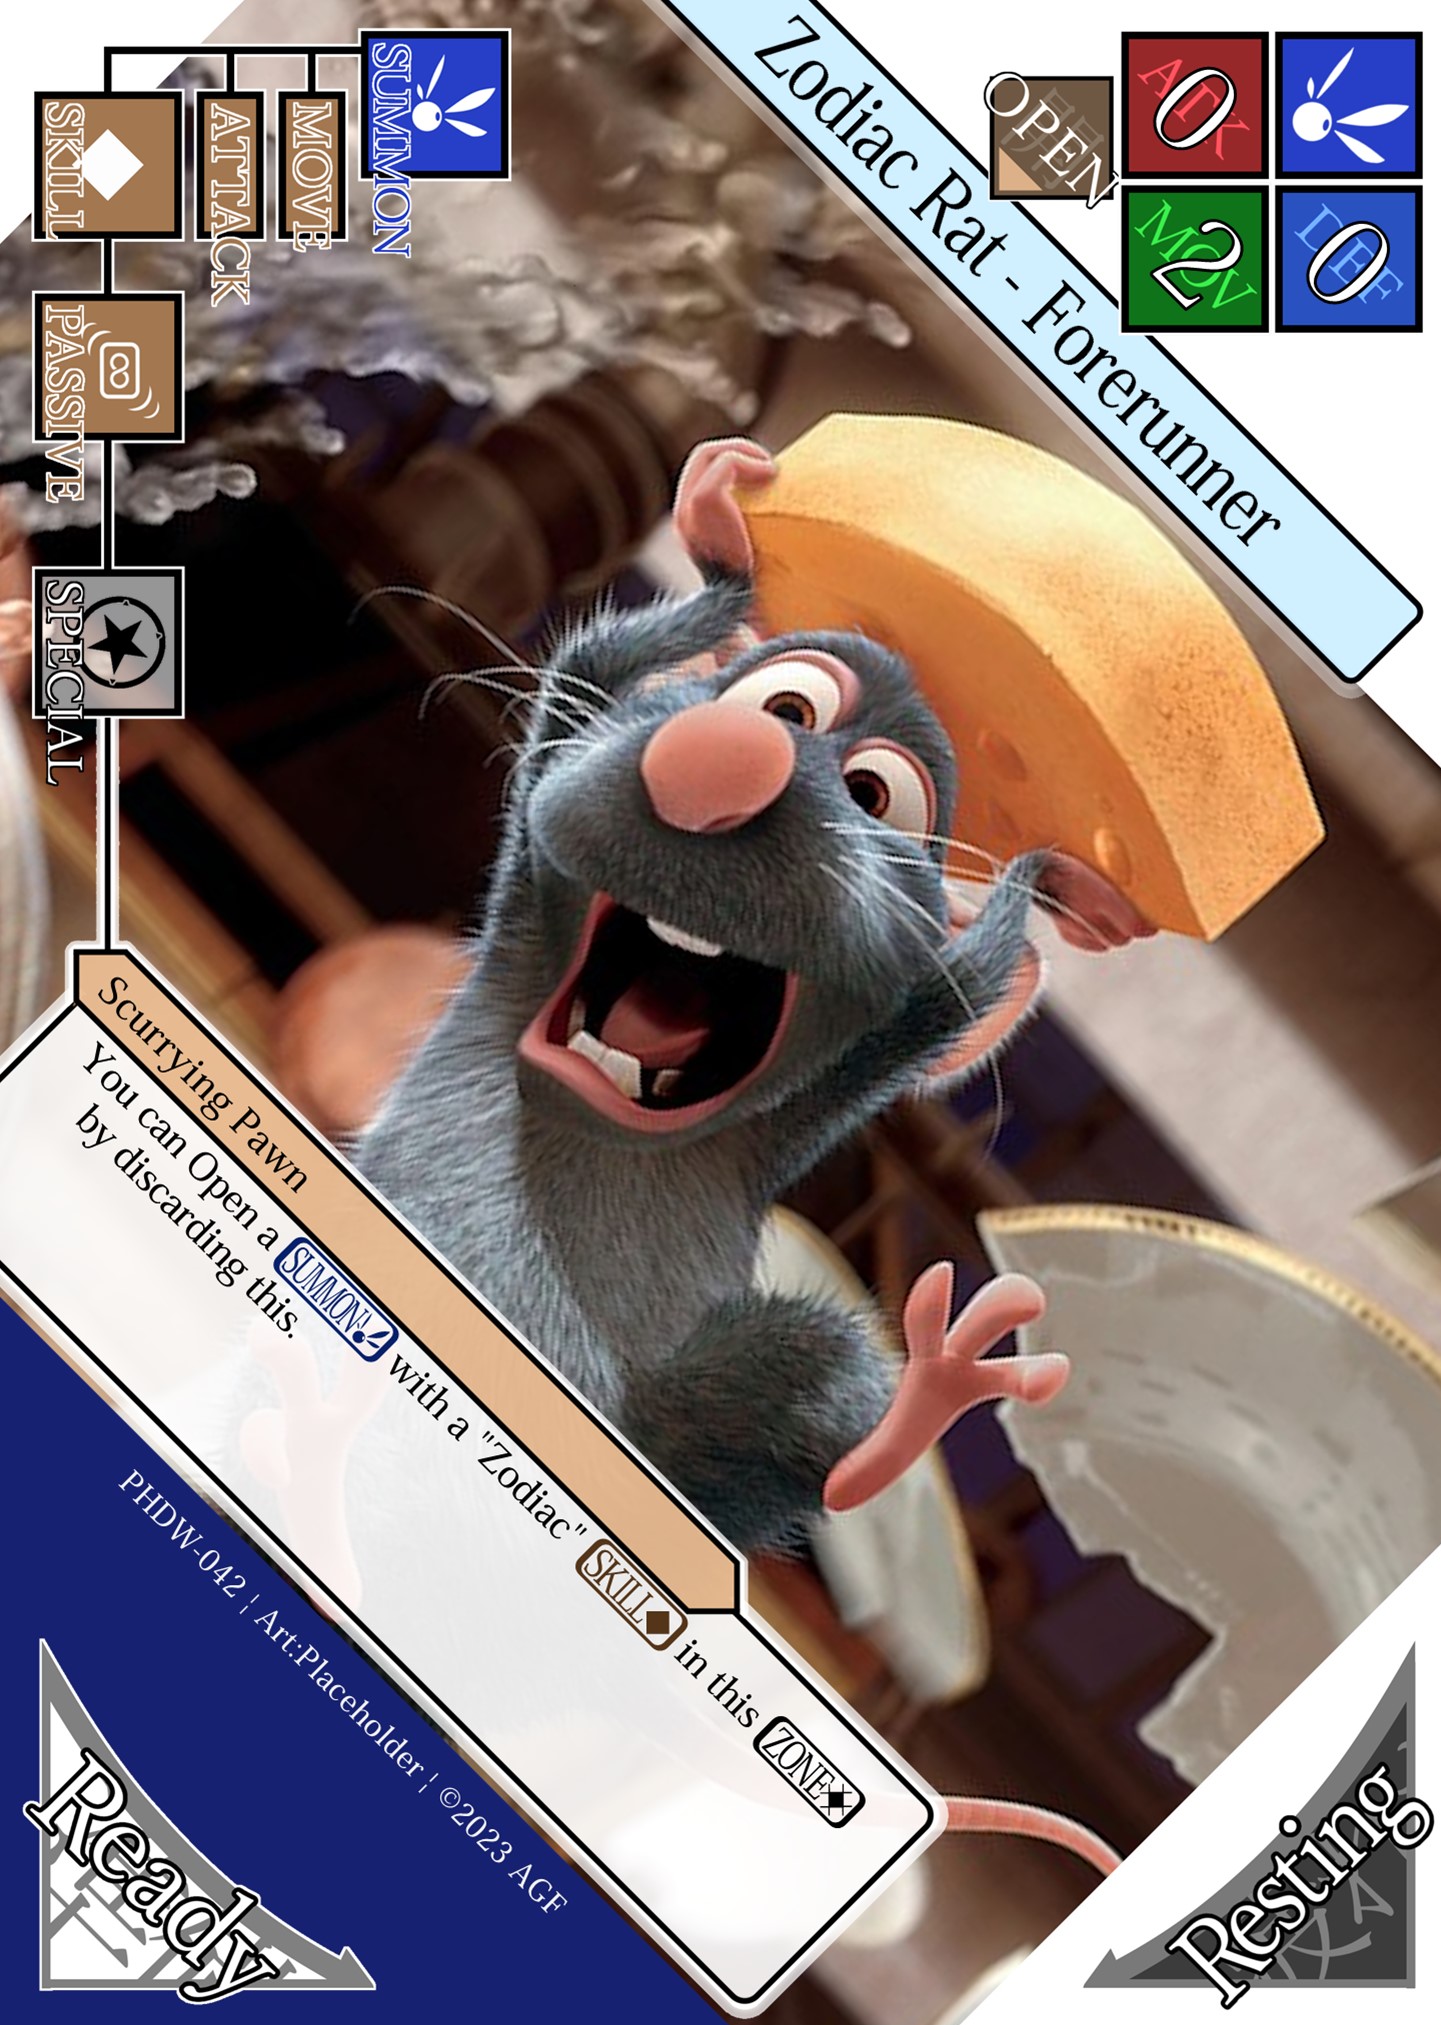 Zodiac Rat - Forerunner
OPEN
ATK 0
MOV 2
DEF 0
SUMMON
MOVE
ATTACK
SKILL
PASSIVE
SPECIAL
Scurrying Pawn
You can Open a SUMMON with a "Zodiac" SKILL in this ZONE
by discarding this.
PHDW-042 ¦ Art:Placeholder ¦ ©2023 AGF
Ready
Resting